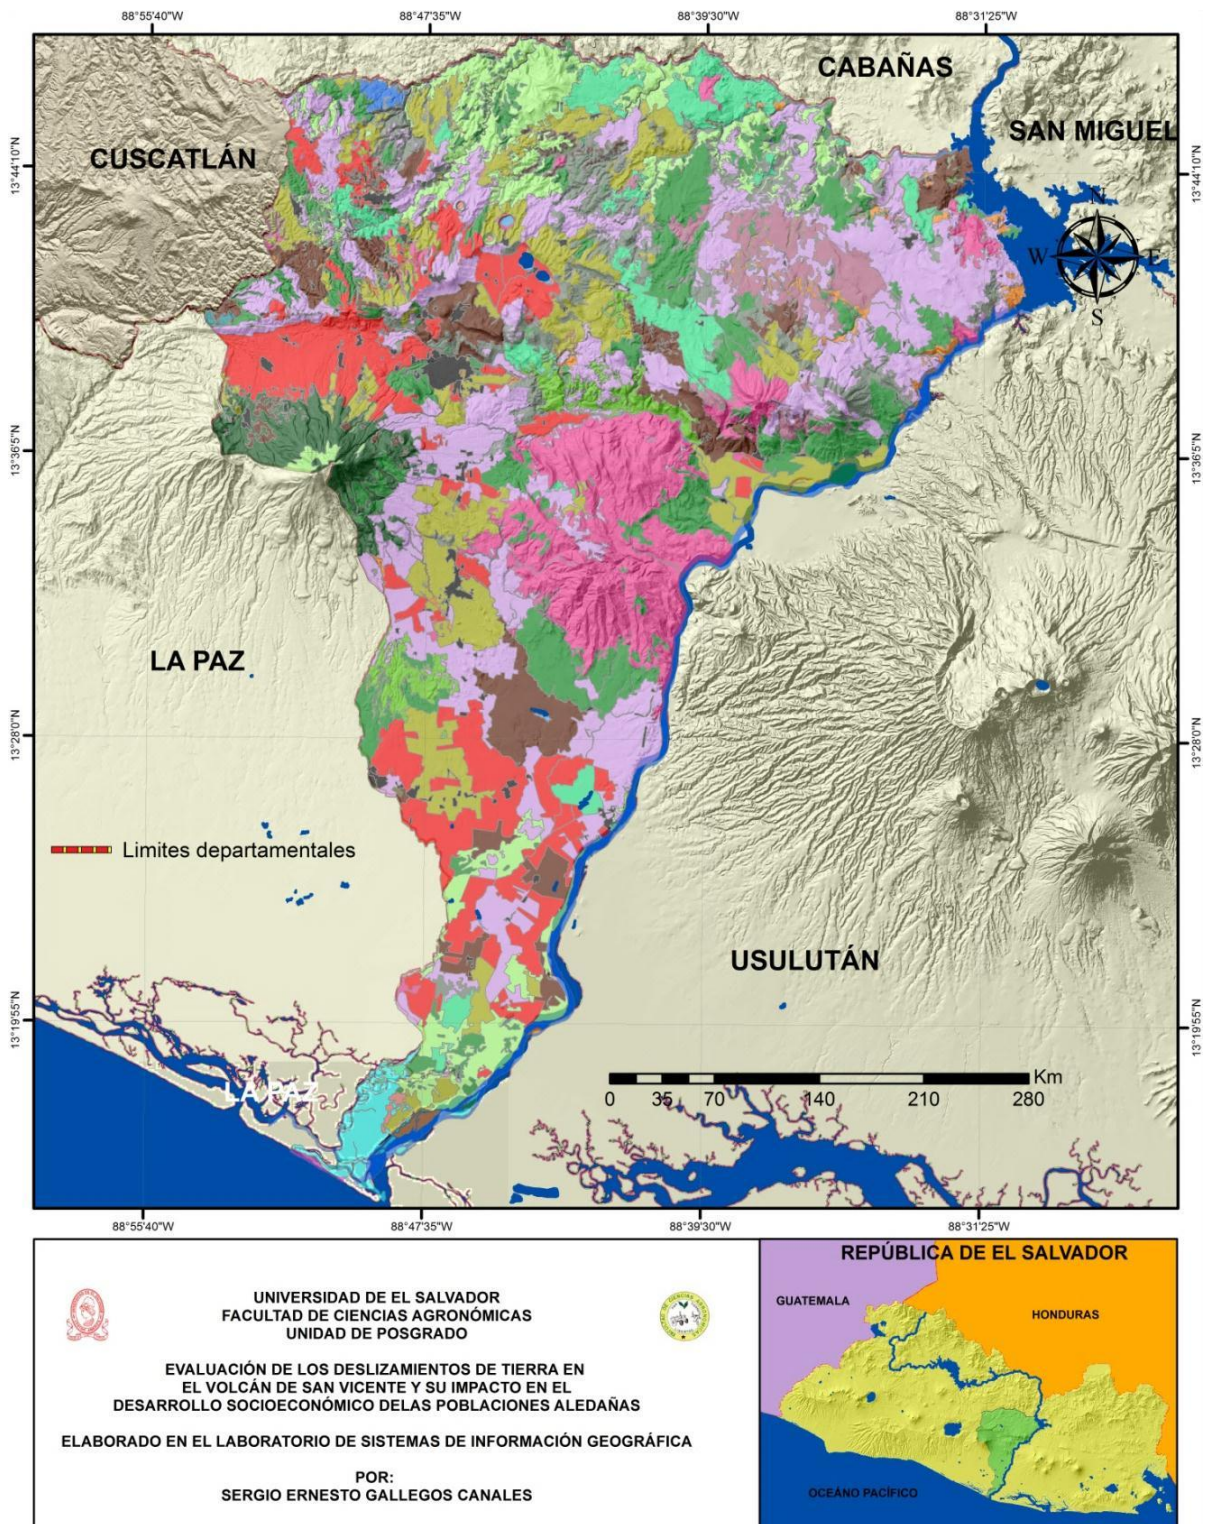 88°55'40"W
88°47'35"W
88°39'30"W
88°31'25"W
CABAÑAS
SAN MIGUEL
CUSCATLÁN
13°44'10"N
13°44'10"N
N
W
E
S
13°36'5"N
13°36'5"N
LA PAZ
13°28'0"N
13°28'0"N
Limites departamentales
USULUTÁN
13°19'55"N
13°19'55"N
LA PAZ
Km
0 35 70 140 210 280
88°55'40"W
88°47'35"W
88°39'30"W
88°31'25"W
UNIVERSIDAD DE EL SALVADOR
FACULTAD DE CIENCIAS AGRONÓMICAS
UNIDAD DE POSGRADO
EVALUACIÓN DE LOS DESLIZAMIENTOS DE TIERRA EN
EL VOLCÁN DE SAN VICENTE Y SU IMPACTO EN EL
DESARROLLO SOCIOECONÓMICO DELAS POBLACIONES ALEDAÑAS
ELABORADO EN EL LABORATORIO DE SISTEMAS DE INFORMACIÓN GEOGRÁFICA
POR:
SERGIO ERNESTO GALLEGOS CANALES
REPÚBLICA DE EL SALVADOR
GUATEMALA
HONDURAS
OCEÁNO PACÍFICO